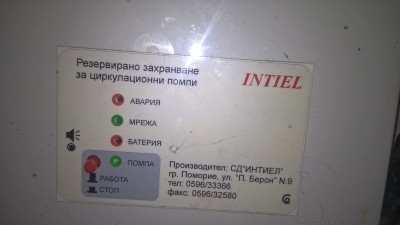 Резервирано захранване
за циркулационни помпи
INTIEL
АВАРИЯ
МРЕЖА
БАТЕРИЯ
ПОМПА
РАБОТА
СТОП
Производител: СД"ИНТИЕЛ"
гр. Поморие, ул. "П. Берон" N:9
тел: 0596/33366
факс: 0596/32580